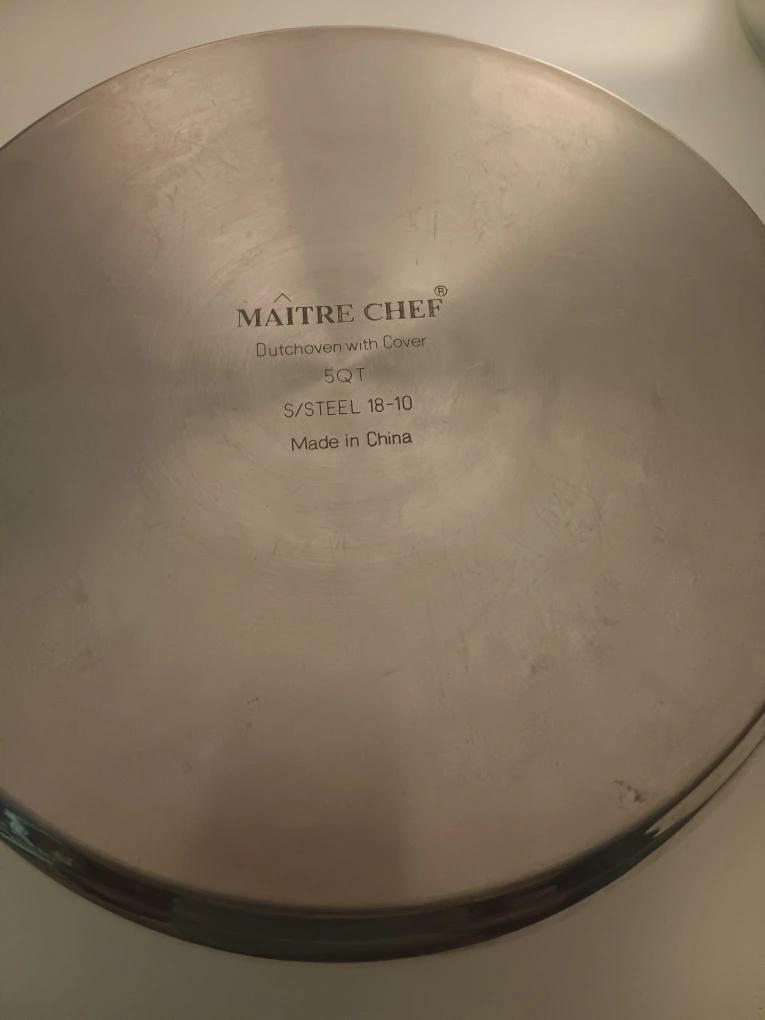 MAÎTRE CHEF®
Dutchoven with Cover
5QT
S/STEEL 18-10
Made in China